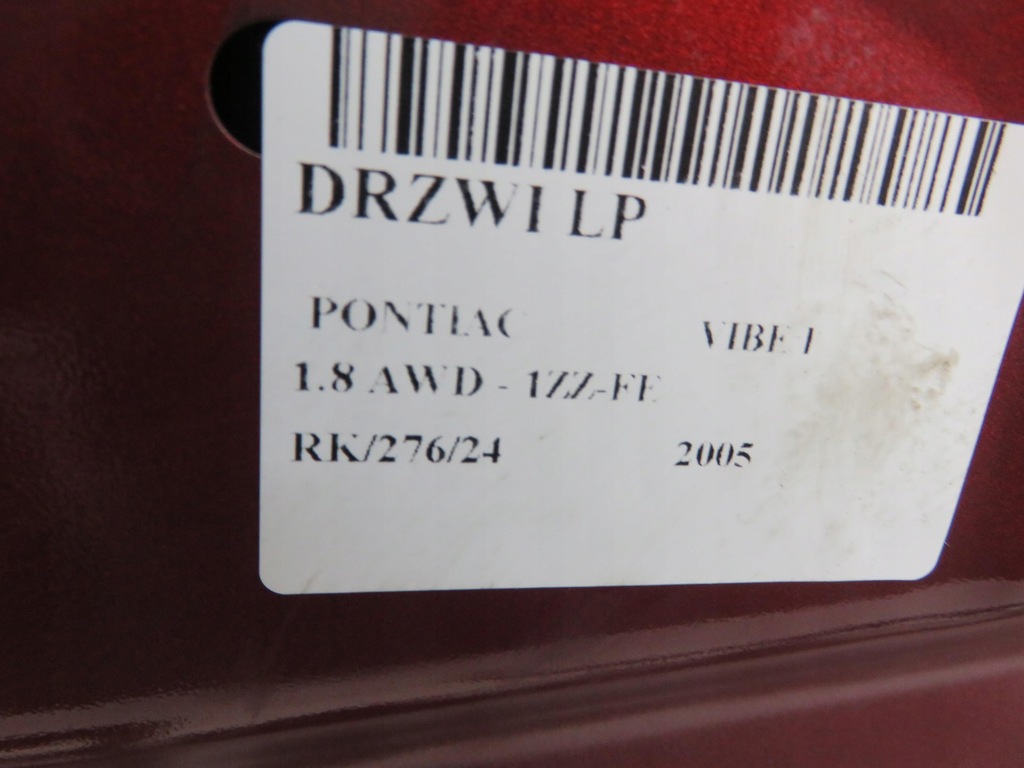 DRZWI LP
PONTIAC VIBE I
1.8 AWD - 1ZZ-FE
RK/276/24 2005